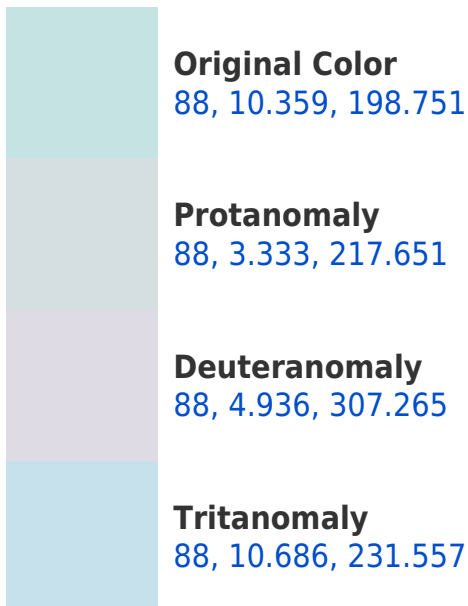 Original Color
88, 10.359, 198.751
Protanomaly
88, 3.333, 217.651
Deuteranomaly
88, 4.936, 307.265
Tritanomaly
88, 10.686, 231.557